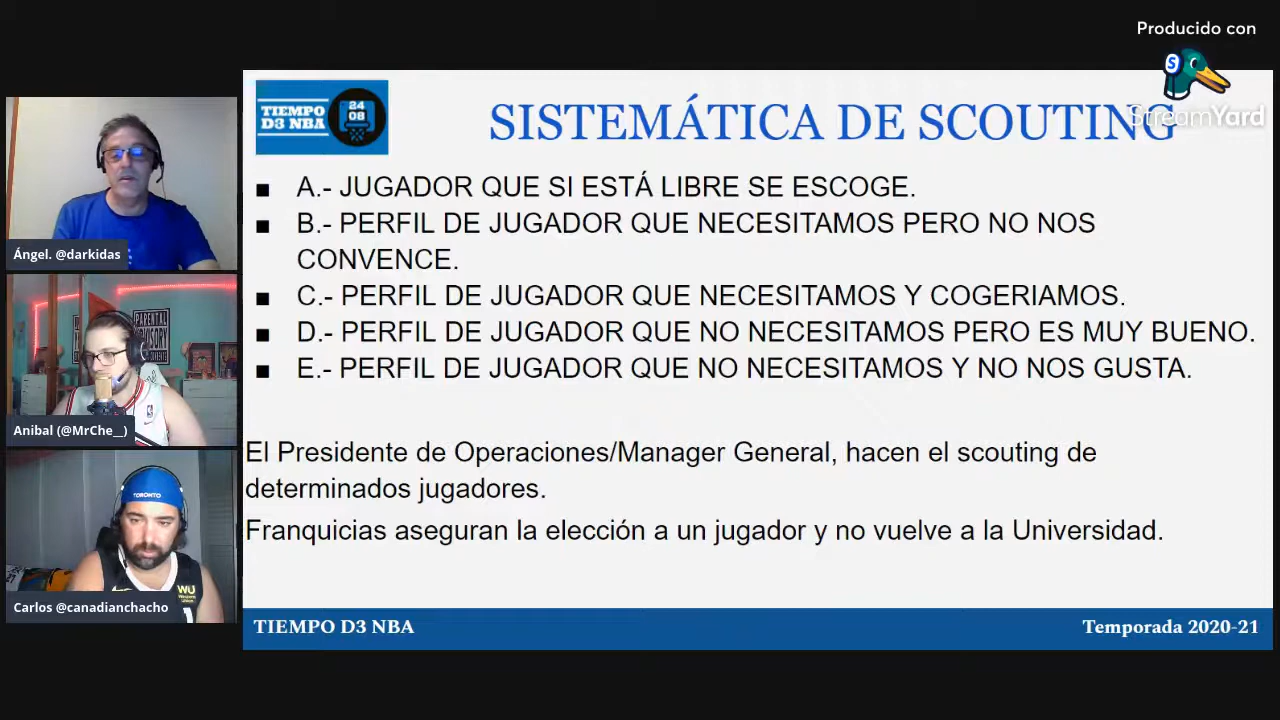 Producido con
StreamYard
TIEMPO
D3 NBA
24
08
SISTEMÁTICA DE SCOUTING
■ A.- JUGADOR QUE SI ESTÁ LIBRE SE ESCOGE.
■ B.- PERFIL DE JUGADOR QUE NECESITAMOS PERO NO NOS
CONVENCE.
■ C.- PERFIL DE JUGADOR QUE NECESITAMOS Y COGERIAMOS.
■ D.- PERFIL DE JUGADOR QUE NO NECESITAMOS PERO ES MUY BUENO.
■ E.- PERFIL DE JUGADOR QUE NO NECESITAMOS Y NO NOS GUSTA.
El Presidente de Operaciones/Manager General, hacen el scouting de
determinados jugadores.
Franquicias aseguran la elección a un jugador y no vuelve a la Universidad.
TIEMPO D3 NBA
Temporada 2020-21
Ángel. @darkidas
PARENTAL
ADVISORY
Anibal (@MrChe__)
TORONTO
WU
Carlos @canadianchacho